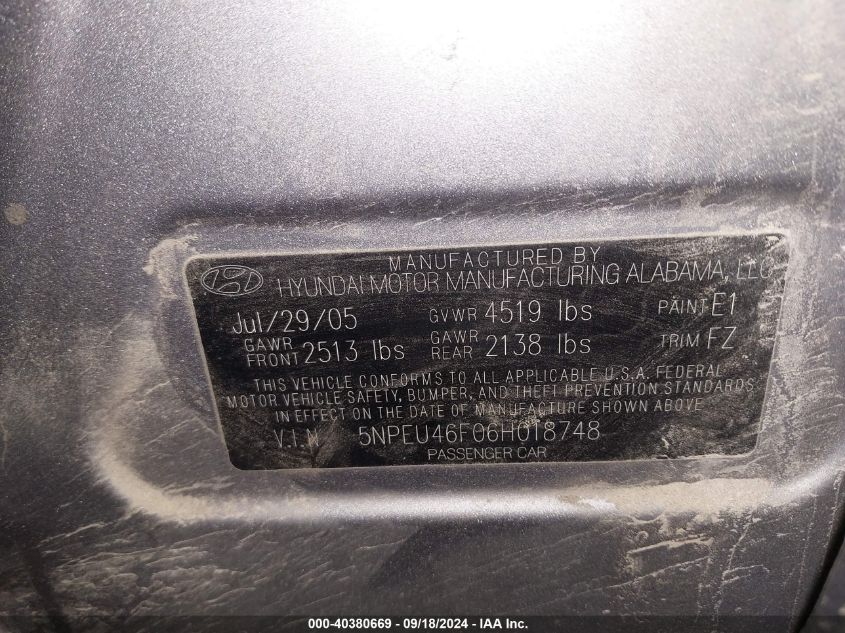 MANUFACTURED BY
HYUNDAI MOTOR MANUFACTURING ALABAMA, LLC
Jul/29/05 GVWR 4519 lbs PAINT E1
GAWR FRONT 2513 lbs GAWR REAR 2138 lbs TRIM FZ
THIS VEHICLE CONFORMS TO ALL APPLICABLE U.S.A. FEDERAL
MOTOR VEHICLE SAFETY, BUMPER, AND THEFT PREVENTION STANDARDS
IN EFFECT ON THE DATE OF MANUFACTURE SHOWN ABOVE
V.I.N 5NPEU46F06H018748
PASSENGER CAR
000-40380669 - 09/18/2024 - IAA Inc.